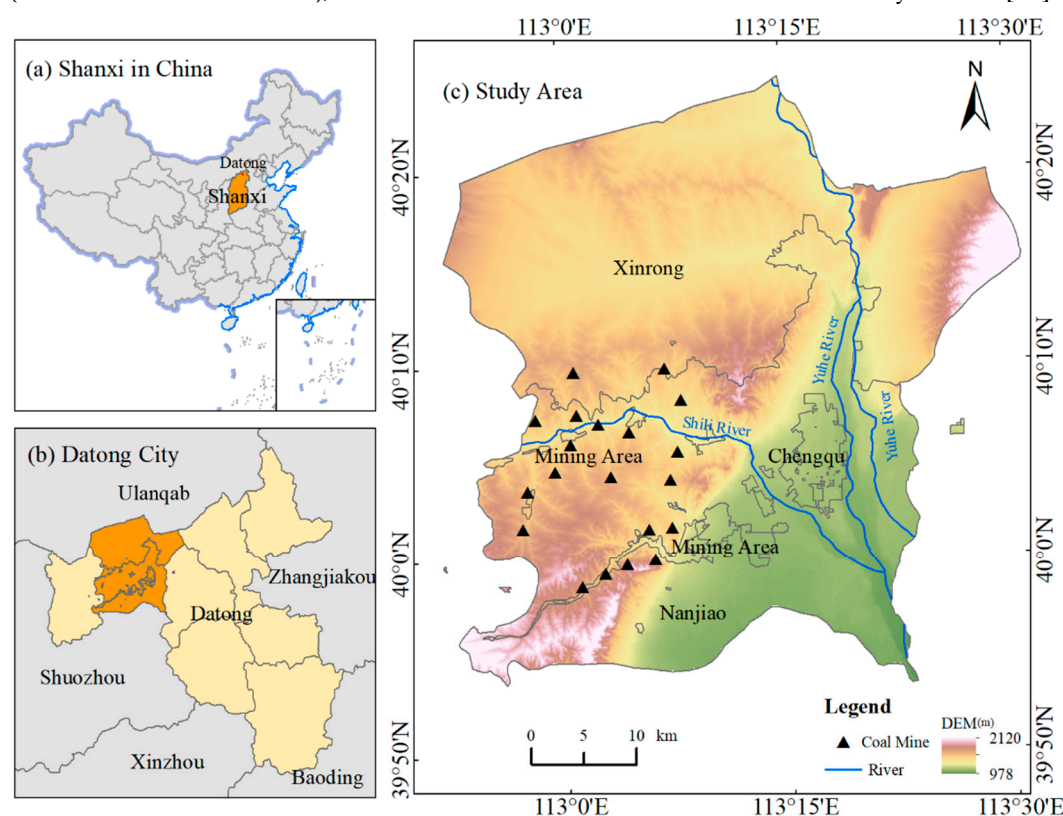 113°0'E
113°15'E
113°30'E
(a) Shanxi in China
Datong
Shanxi
(b) Datong City
Ulanqab
Zhangjiakou
Datong
Shuozhou
Xinzhou
Baoding
(c) Study Area
N
40°20'N
40°20'N
Xinrong
40°10'N
40°10'N
Yuhe River
Yuhe River
Shili River
Mining Area
Chengqu
Mining Area
40°0'N
40°0'N
Nanjiao
Legend
DEM(m)
Coal Mine
2120
River
978
0 5 10 km
39°50'N
39°50'N
113°0'E
113°15'E
113°30'E